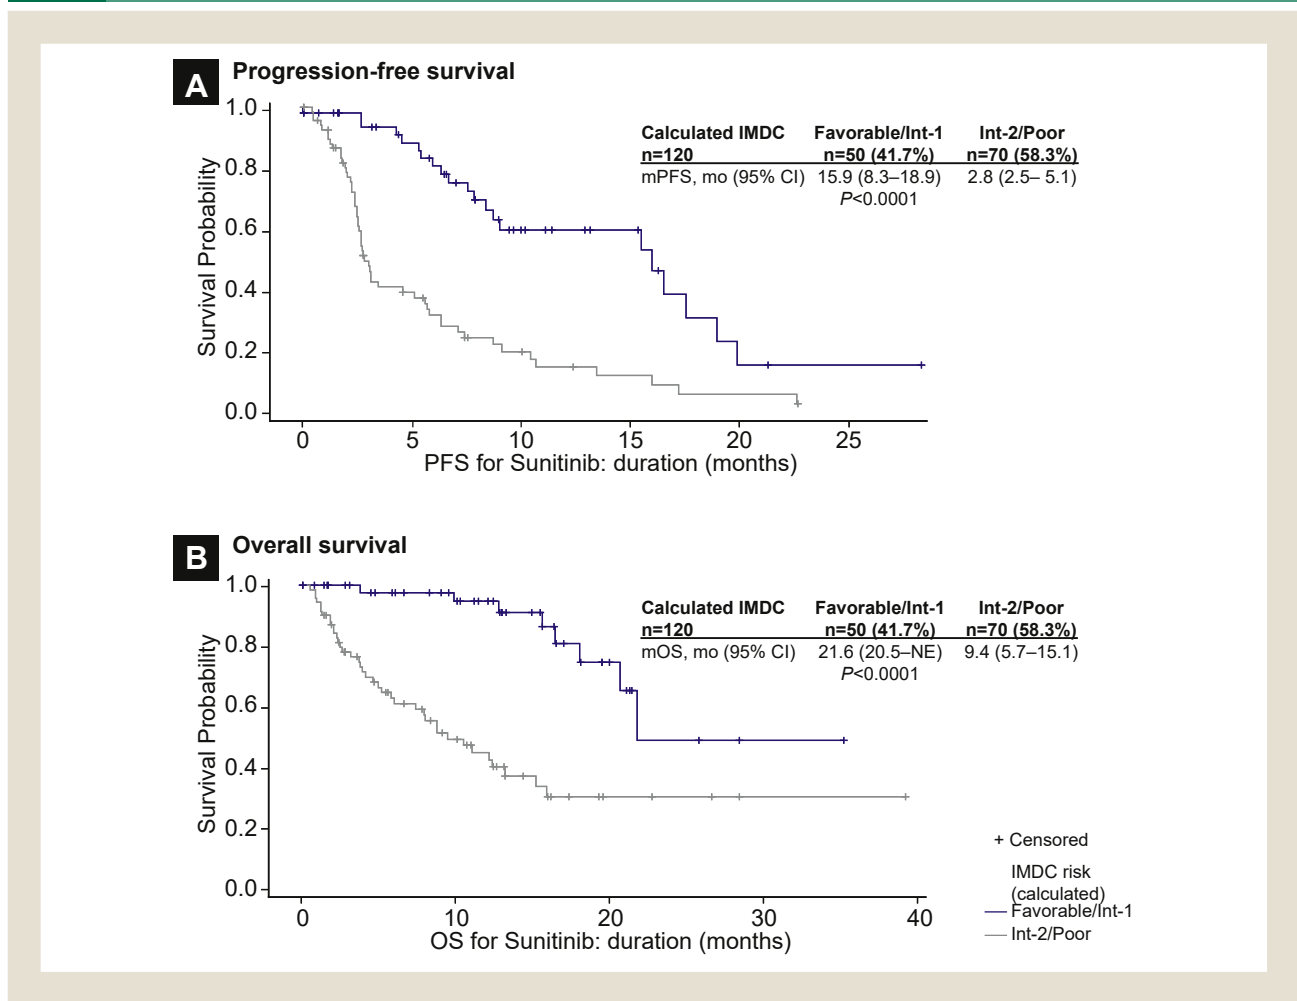 A Progression-free survival
1.0
0.8
0.6
0.4
0.2
0.0
Survival Probability
Calculated IMDC Favorable/Int-1 Int-2/Poor
n=120 n=50 (41.7%) n=70 (58.3%)
mPFS, mo (95% CI) 15.9 (8.3–18.9) 2.8 (2.5– 5.1)
P<0.0001
0 5 10 15 20 25
PFS for Sunitinib: duration (months)
B Overall survival
1.0
0.8
0.6
0.4
0.2
0.0
Survival Probability
Calculated IMDC Favorable/Int-1 Int-2/Poor
n=120 n=50 (41.7%) n=70 (58.3%)
mOS, mo (95% CI) 21.6 (20.5–NE) 9.4 (5.7–15.1)
P<0.0001
+ Censored
IMDC risk
(calculated)
Favorable/Int-1
Int-2/Poor
0 10 20 30 40
OS for Sunitinib: duration (months)